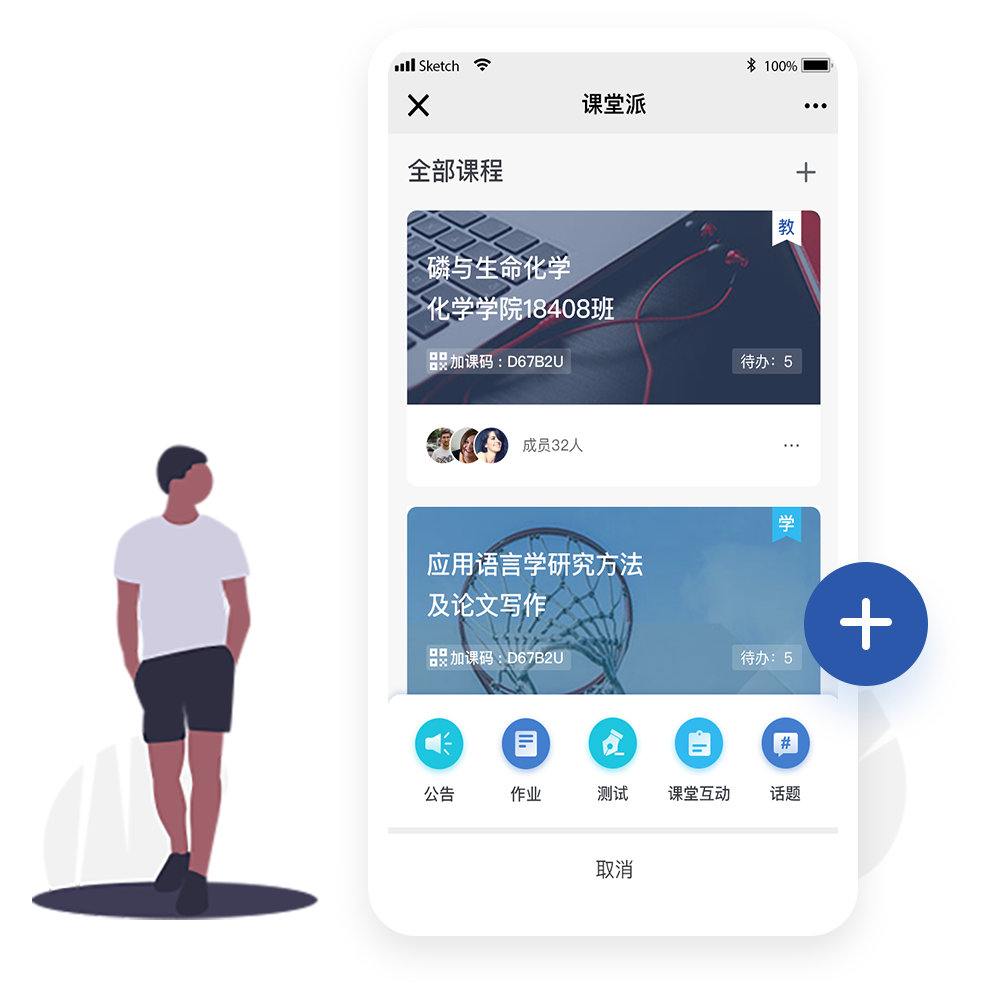 Sketch 100%
课堂派
全部课程
教
磷与生命化学
化学学院18408班
加课码：D67B2U 待办：5
成员32人
学
应用语言学研究方法
及论文写作
加课码：D67B2U 待办：5
公告 作业 测试 课堂互动 话题
取消